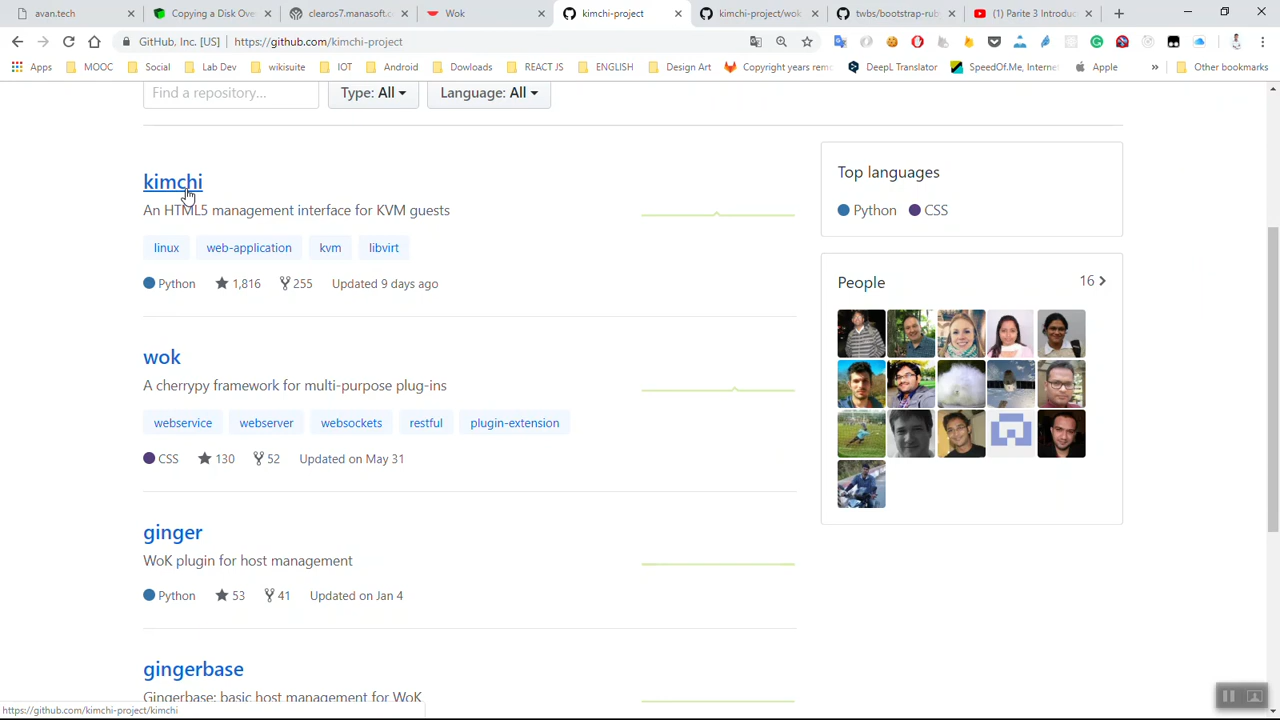 avan.tech
Copying a Disk Ove
clearos7.manasoft.c
Wok
kimchi-project
kimchi-project/wok
twbs/bootstrap-rub
(1) Parite 3 Introduc
GitHub, Inc. [US] https://github.com/kimchi-project
Apps MOOC Social Lab Dev wikisuite IOT Android Dowloads REACT JS ENGLISH Design Art Copyright years rem DeepL Translator SpeedOf.Me, Internet Apple » Other bookmarks
Find a repository... Type: All Language: All
kimchi
An HTML5 management interface for KVM guests
linux web-application kvm libvirt
Python 1,816 255 Updated 9 days ago
wok
A cherrypy framework for multi-purpose plug-ins
webservice webserver websockets restful plugin-extension
CSS 130 52 Updated on May 31
ginger
WoK plugin for host management
Python 53 41 Updated on Jan 4
gingerbase
Gingerbase: basic host management for WoK
Top languages
Python CSS
People 16
https://github.com/kimchi-project/kimchi